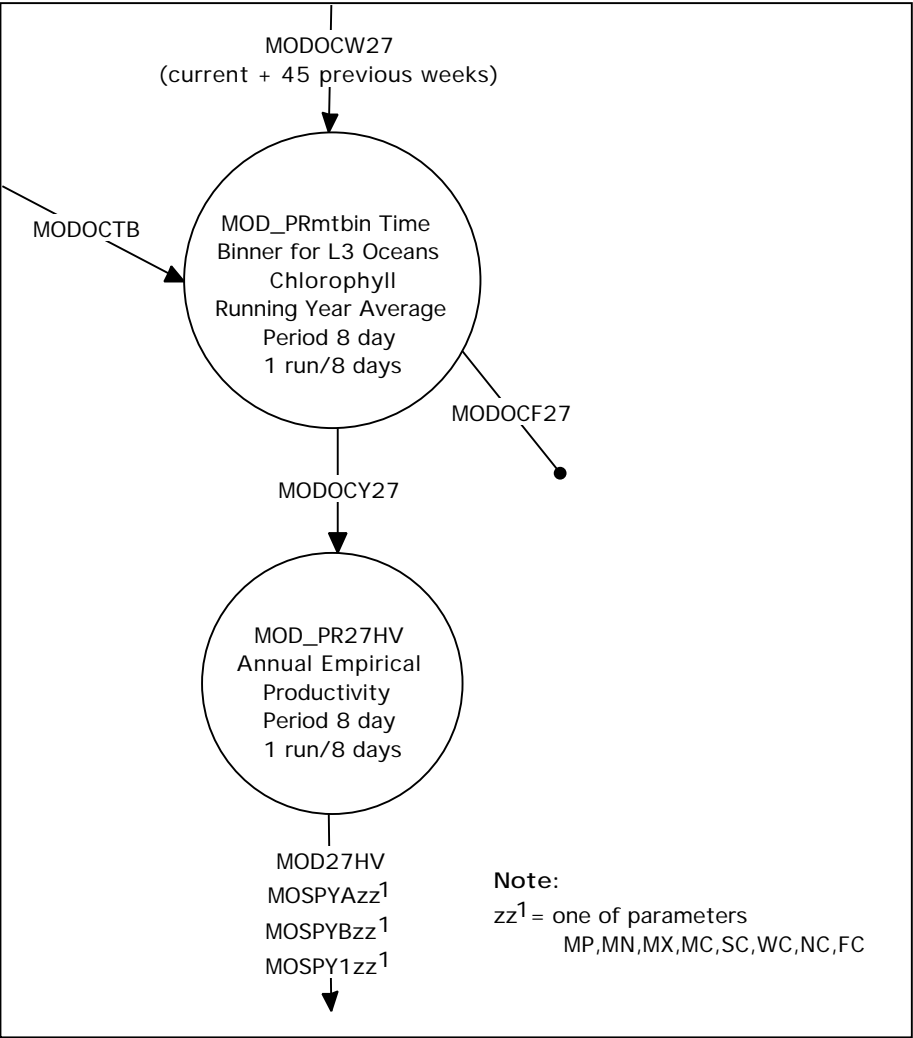 MODOCW27
(current + 45 previous weeks)
MODOCTB
MOD_PRmtbin Time
Binner for L3 Oceans
Chlorophyll
Running Year Average
Period 8 day
1 run/8 days
MODOCF27
MODOCY27
MOD_PR27HV
Annual Empirical
Productivity
Period 8 day
1 run/8 days
MOD27HV
MOSPYAzz¹
MOSPYBzz¹
MOSPY1zz¹
Note:
zz¹= one of parameters
MP,MN,MX,MC,SC,WC,NC,FC